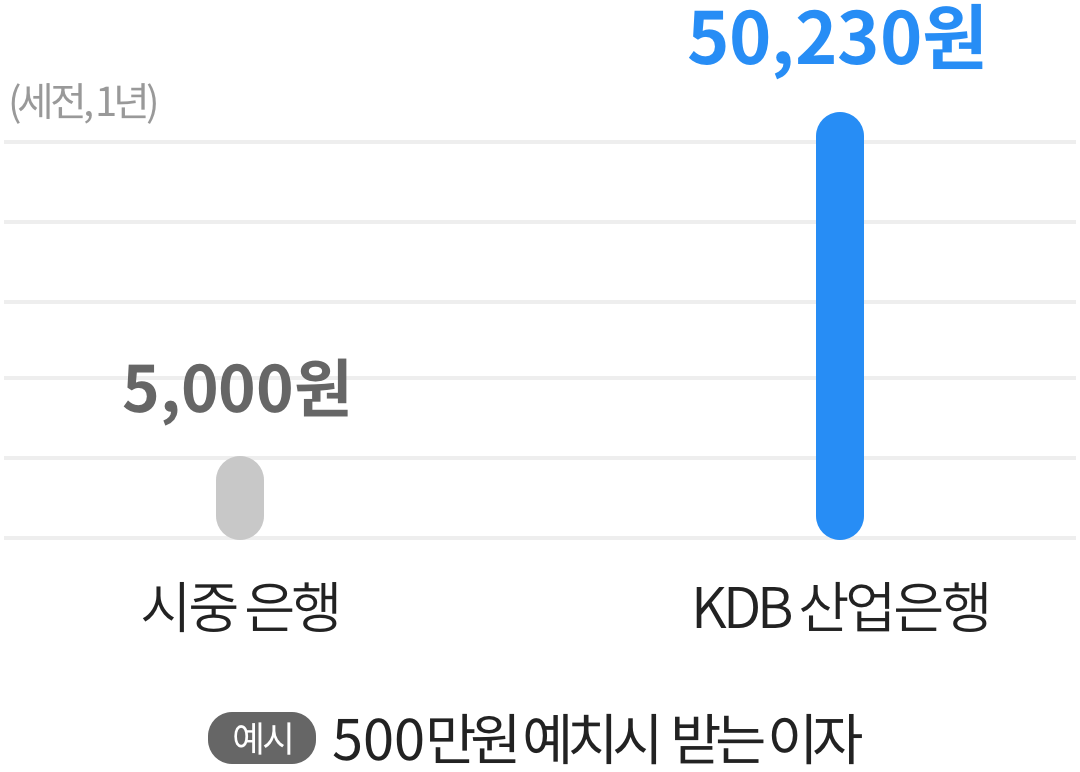 50,230원
(세전, 1년)
5,000원
시중 은행
KDB 산업은행
예시 500만원 예치시 받는 이자